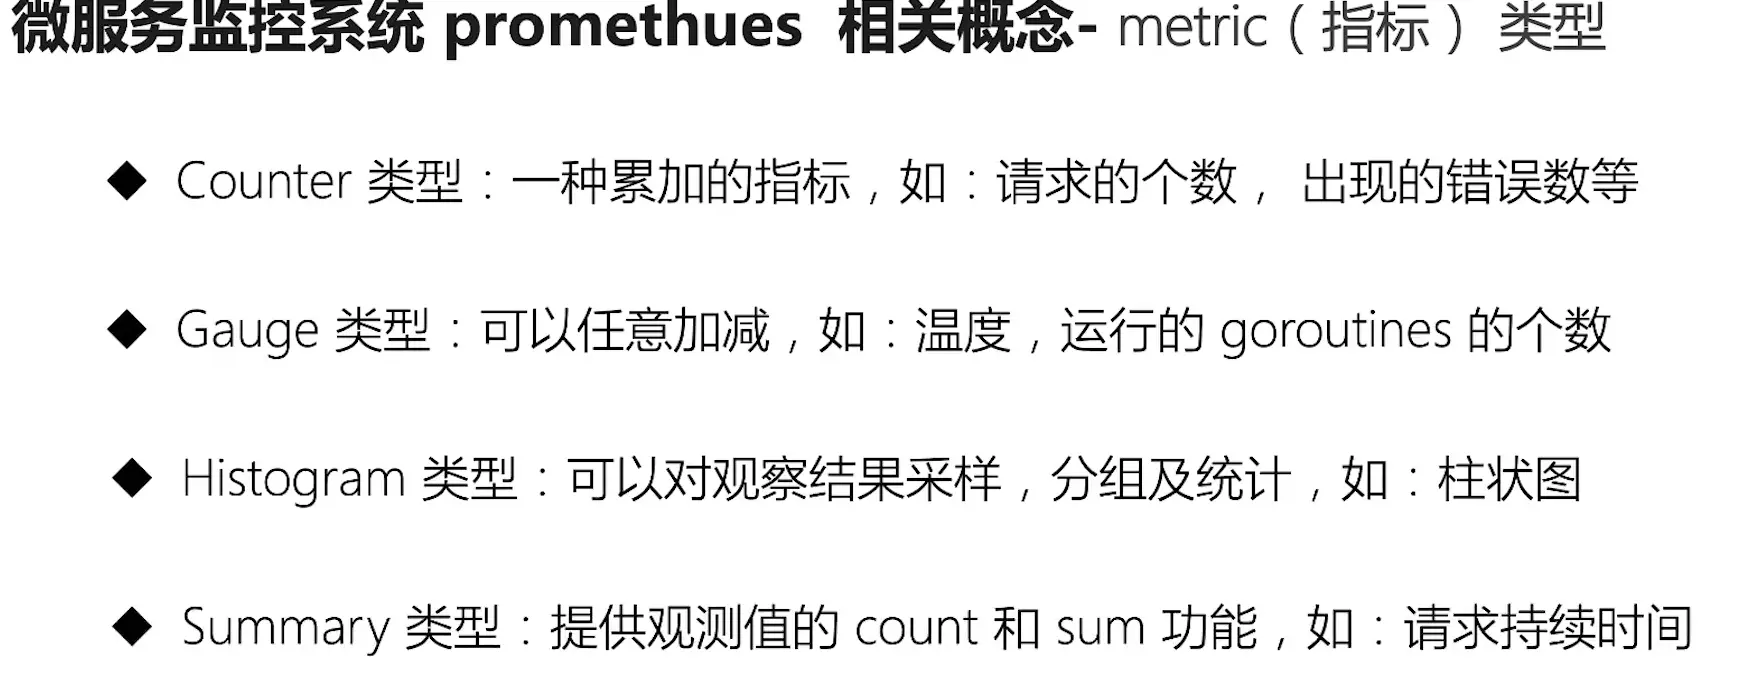 微服务监控系统 promethues 相关概念- metric（指标） 类型
◆ Counter 类型：一种累加的指标，如：请求的个数， 出现的错误数等
◆ Gauge 类型：可以任意加减，如：温度，运行的 goroutines 的个数
◆ Histogram 类型：可以对观察结果采样，分组及统计，如：柱状图
◆ Summary 类型：提供观测值的 count 和 sum 功能，如：请求持续时间